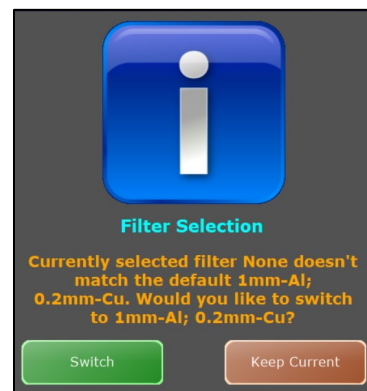 Filter Selection
Currently selected filter None doesn't
match the default 1mm-Al;
0.2mm-Cu. Would you like to switch
to 1mm-Al; 0.2mm-Cu?
Switch
Keep Current